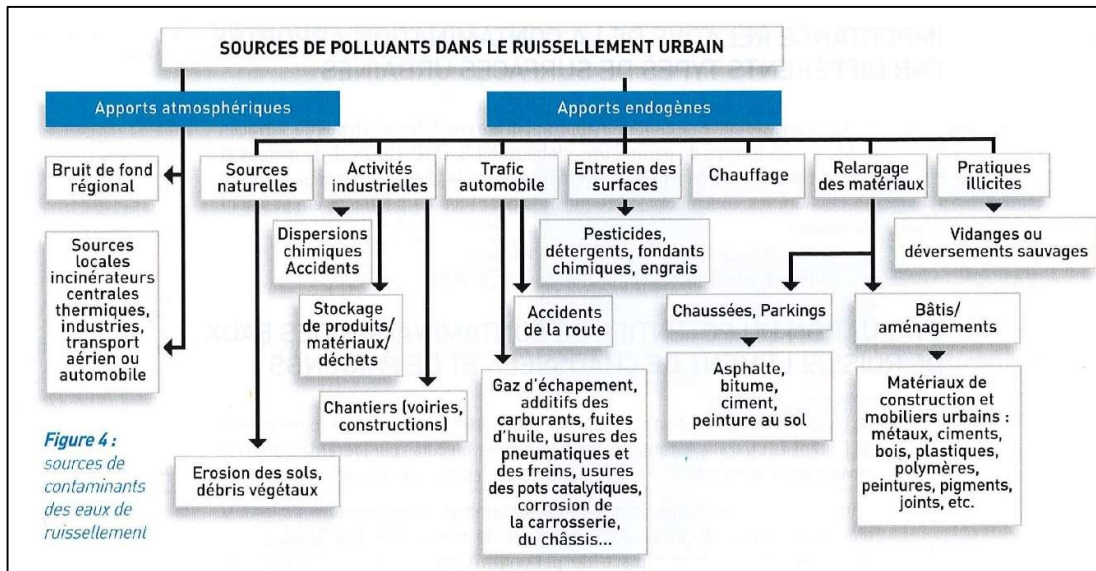 SOURCES DE POLLUANTS DANS LE RUISSELLEMENT URBAIN
Apports atmosphériques
Apports endogènes
Bruit de fond
régional
Sources
naturelles
Activités
industrielles
Trafic
automobile
Entretien des
surfaces
Chauffage
Relargage
des matériaux
Pratiques
illicites
Sources
locales
incinérateurs
centrales
thermiques,
industries,
transport
aérien ou
automobile
Dispersions
chimiques
Accidents
Pesticides,
détergents, fondants
chimiques, engrais
Vidanges ou
déversements sauvages
Stockage
de produits/
matériaux/
déchets
Accidents
de la route
Chaussées, Parkings
Bâtis/
aménagements
Chantiers (voiries,
constructions)
Gaz d'échapement,
additifs des
carburants, fuites
d'huile, usures des
pneumatiques et
des freins, usures
des pots catalytiques,
corrosion de
la carrosserie,
du châssis...
Asphalte,
bitume,
ciment,
peinture au sol
Matériaux de
construction et
mobiliers urbains :
métaux, ciments,
bois, plastiques,
polymères,
peintures, pigments,
joints, etc.
Erosion des sols,
débris végétaux
Figure 4 :
sources de
contaminants
des eaux de
ruissellement